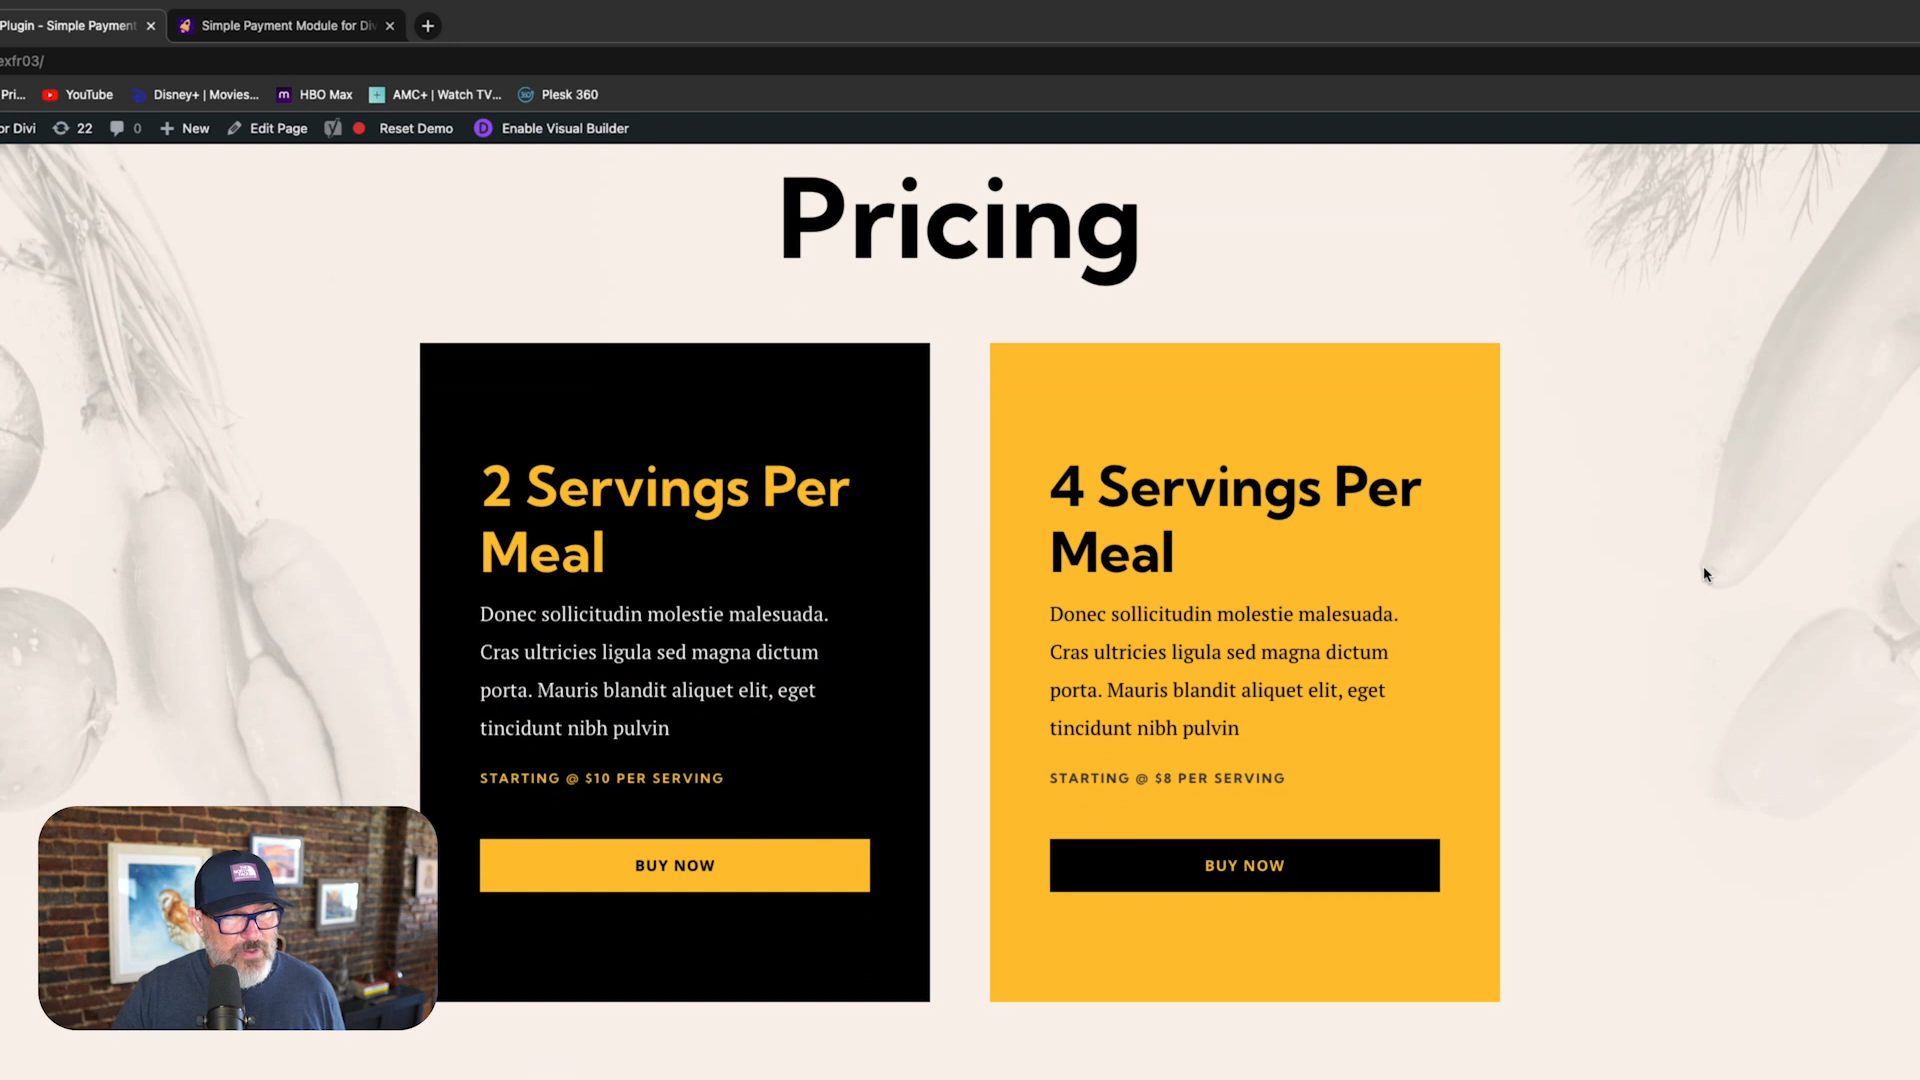 Plugin - Simple Payment
Simple Payment Module for Div
exfr03/
Pri...
YouTube
Disney+ | Movies...
HBO Max
AMC+ | Watch TV...
Plesk 360
or Divi
22
0
New
Edit Page
Reset Demo
Enable Visual Builder
Pricing
2 Servings Per
Meal
Donec sollicitudin molestie malesuada.
Cras ultricies ligula sed magna dictum
porta. Mauris blandit aliquet elit, eget
tincidunt nibh pulvin
STARTING @ $10 PER SERVING
BUY NOW
4 Servings Per
Meal
Donec sollicitudin molestie malesuada.
Cras ultricies ligula sed magna dictum
porta. Mauris blandit aliquet elit, eget
tincidunt nibh pulvin
STARTING @ $8 PER SERVING
BUY NOW